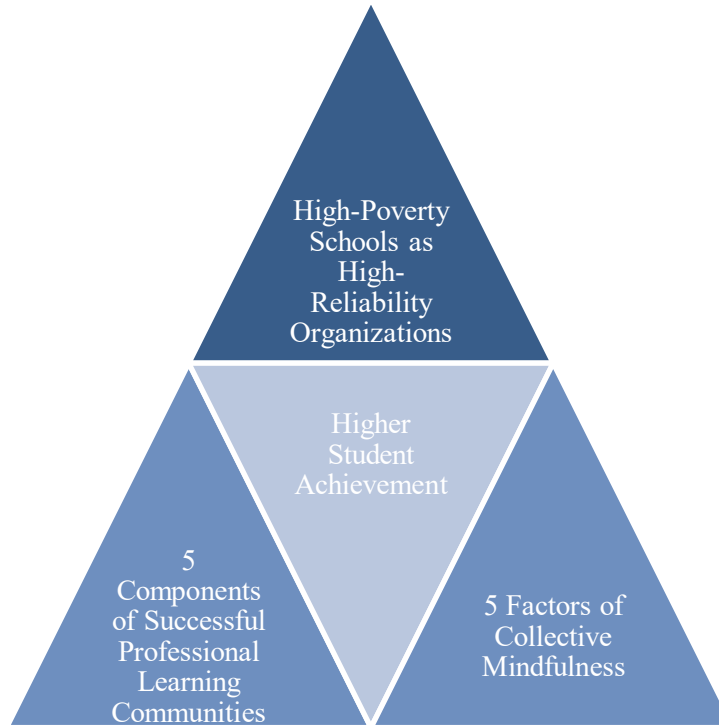 High-Poverty
Schools as
High-
Reliability
Organizations
Higher
Student
Achievement
5
Components
of Successful
Professional
Learning
Communities
5 Factors of
Collective
Mindfulness